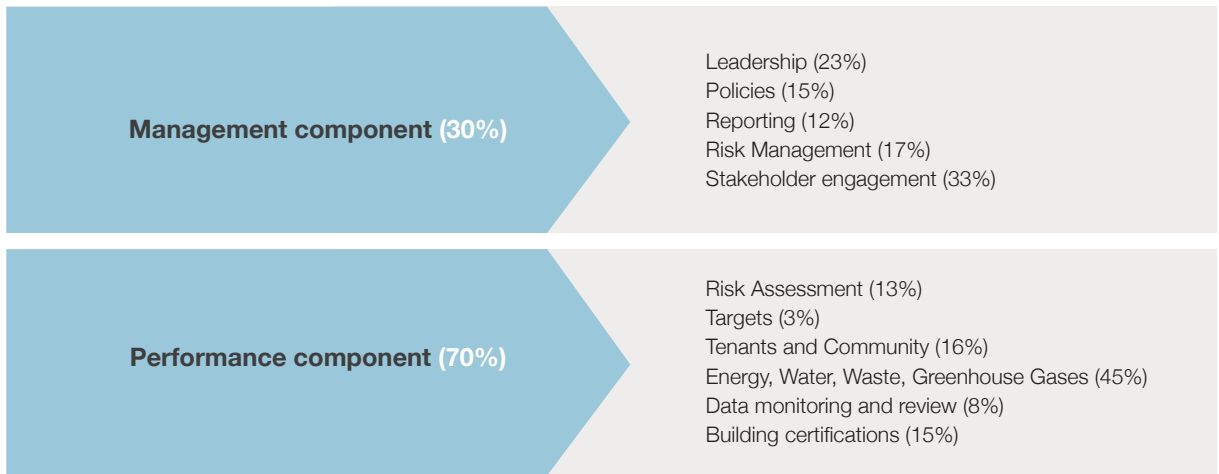 Management component (30%)
Leadership (23%)
Policies (15%)
Reporting (12%)
Risk Management (17%)
Stakeholder engagement (33%)
Performance component (70%)
Risk Assessment (13%)
Targets (3%)
Tenants and Community (16%)
Energy, Water, Waste, Greenhouse Gases (45%)
Data monitoring and review (8%)
Building certifications (15%)